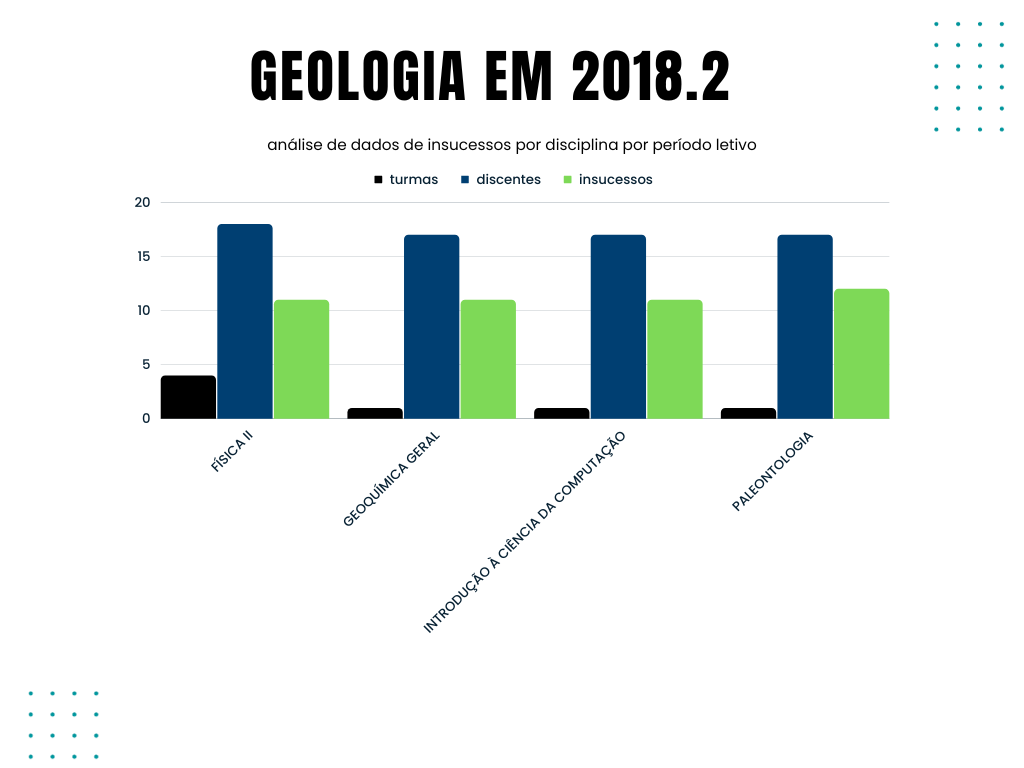 GEOLOGIA EM 2018.2
análise de dados de insucessos por disciplina por período letivo
turmas discentes insucessos
20
15
10
5
0
FÍSICA II
GEOQUÍMICA GERAL
INTRODUÇÃO À CIÊNCIA DA COMPUTAÇÃO
PALEONTOLOGIA